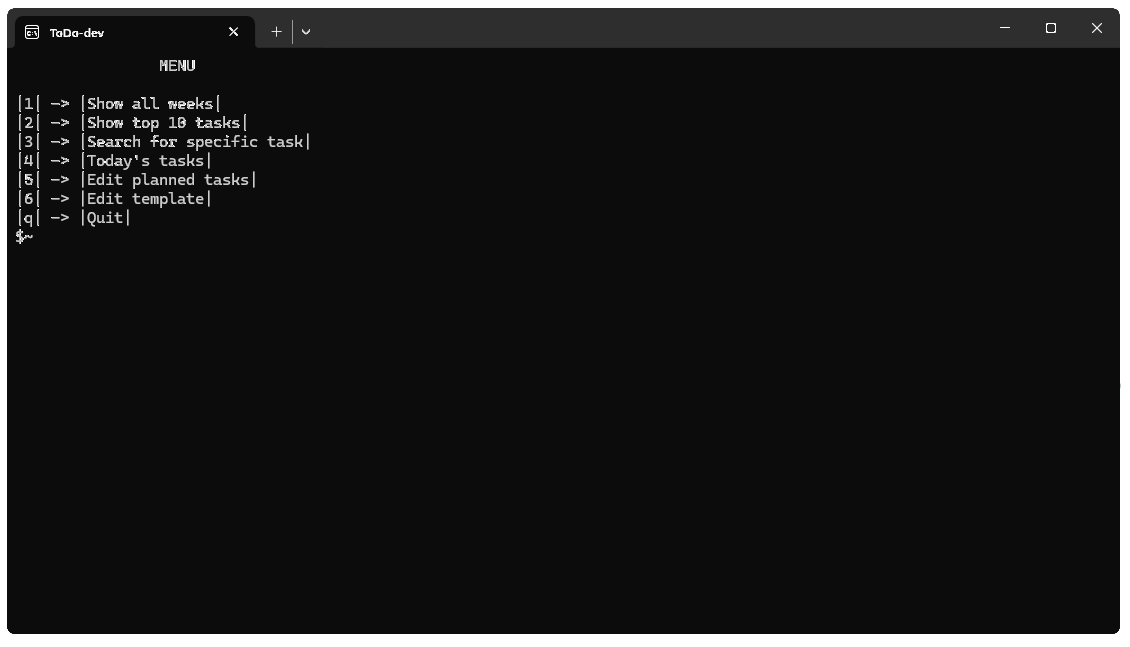 ToDo-dev
MENU
|1| -> |Show all weeks|
|2| -> |Show top 10 tasks|
|3| -> |Search for specific task|
|4| -> |Today's tasks|
|5| -> |Edit planned tasks|
|6| -> |Edit template|
|q| -> |Quit|
$~